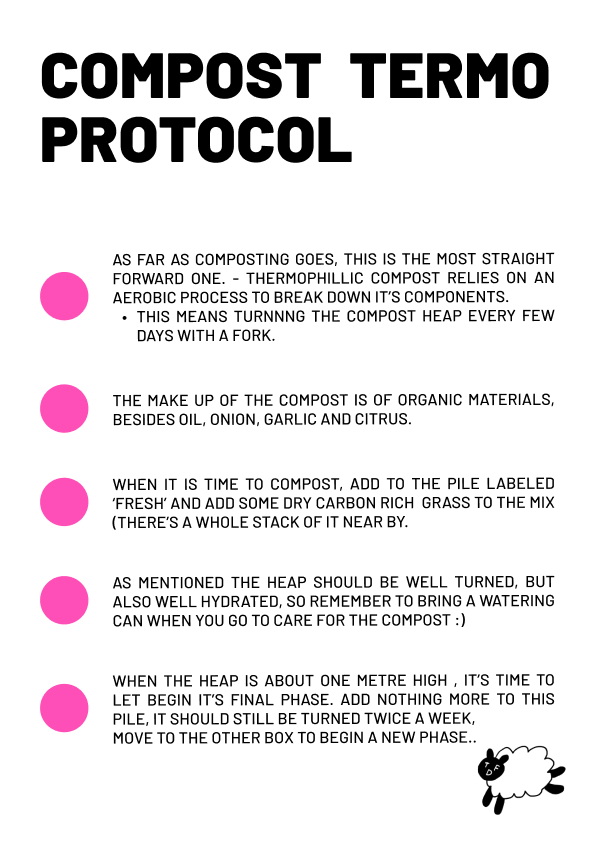 COMPOST TERMO
PROTOCOL
AS FAR AS COMPOSTING GOES, THIS IS THE MOST STRAIGHT
FORWARD ONE. - THERMOPHILLIC COMPOST RELIES ON AN
AEROBIC PROCESS TO BREAK DOWN IT'S COMPONENTS.
• THIS MEANS TURNNNG THE COMPOST HEAP EVERY FEW
DAYS WITH A FORK.
THE MAKE UP OF THE COMPOST IS OF ORGANIC MATERIALS,
BESIDES OIL, ONION, GARLIC AND CITRUS.
WHEN IT IS TIME TO COMPOST, ADD TO THE PILE LABELED
'FRESH' AND ADD SOME DRY CARBON RICH GRASS TO THE MIX
(THERE'S A WHOLE STACK OF IT NEAR BY.
AS MENTIONED THE HEAP SHOULD BE WELL TURNED, BUT
ALSO WELL HYDRATED, SO REMEMBER TO BRING A WATERING
CAN WHEN YOU GO TO CARE FOR THE COMPOST :)
WHEN THE HEAP IS ABOUT ONE METRE HIGH , IT'S TIME TO
LET BEGIN IT'S FINAL PHASE. ADD NOTHING MORE TO THIS
PILE, IT SHOULD STILL BE TURNED TWICE A WEEK,
MOVE TO THE OTHER BOX TO BEGIN A NEW PHASE..
TDF